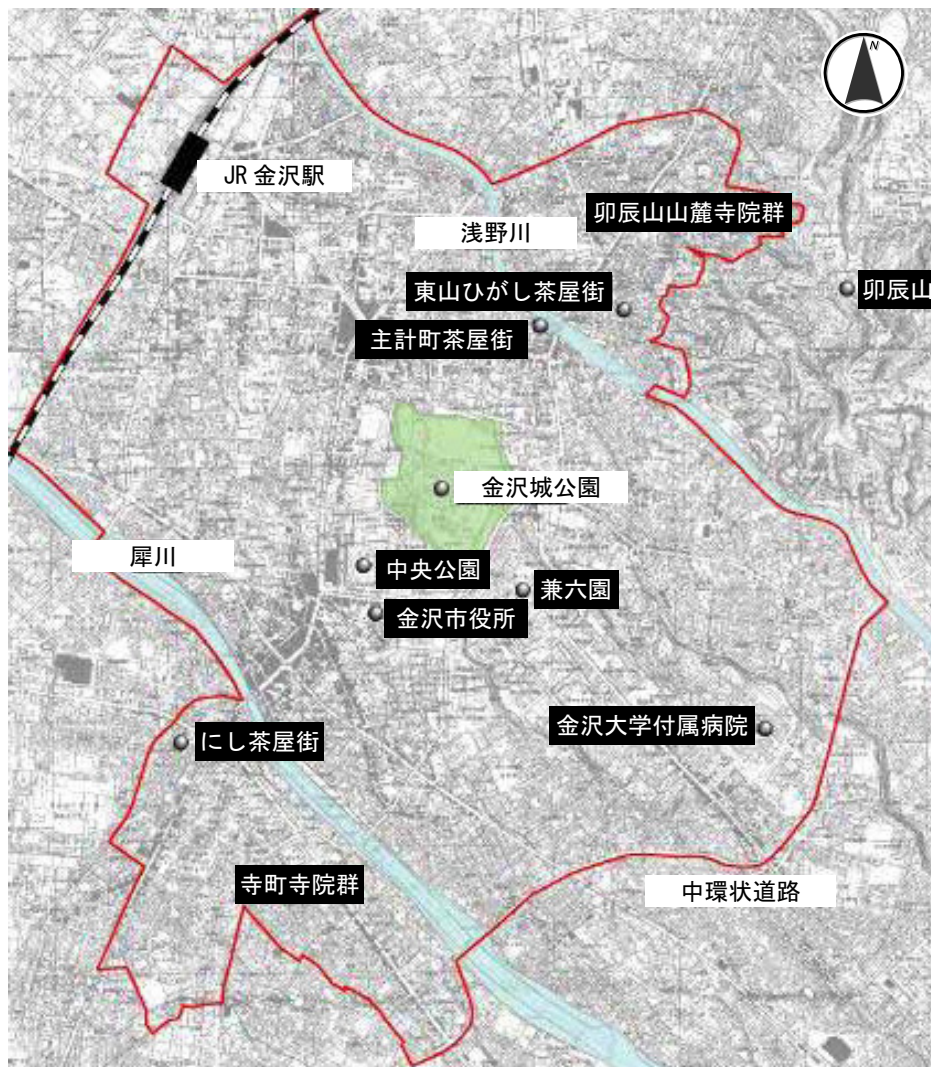 N
JR 金沢駅
卯辰山山麓寺院群
浅野川
東山ひがし茶屋街
卯辰山
主計町茶屋街
金沢城公園
犀川
中央公園
兼六園
金沢市役所
金沢大学付属病院
にし茶屋街
寺町寺院群
中環状道路